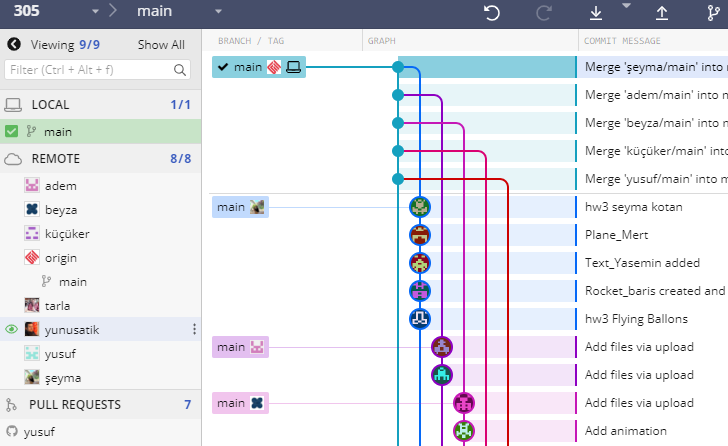 305 main
Viewing 9/9 Show All
Filter (Ctrl + Alt + f)
LOCAL 1/1
main
REMOTE 8/8
adem
beyza
küçüker
origin
main
tarla
yunusatik
yusuf
şeyma
PULL REQUESTS 7
yusuf
BRANCH / TAG GRAPH COMMIT MESSAGE
main Merge 'şeyma/main' into
Merge 'adem/main' into
Merge 'beyza/main' into
Merge 'küçüker/main' into
Merge 'yusuf/main' into
main hw3 seyma kotan
Plane_Mert
Text_Yasemin added
Rocket_baris created and
hw3 Flying Ballons
main Add files via upload
Add files via upload
main Add files via upload
Add animation